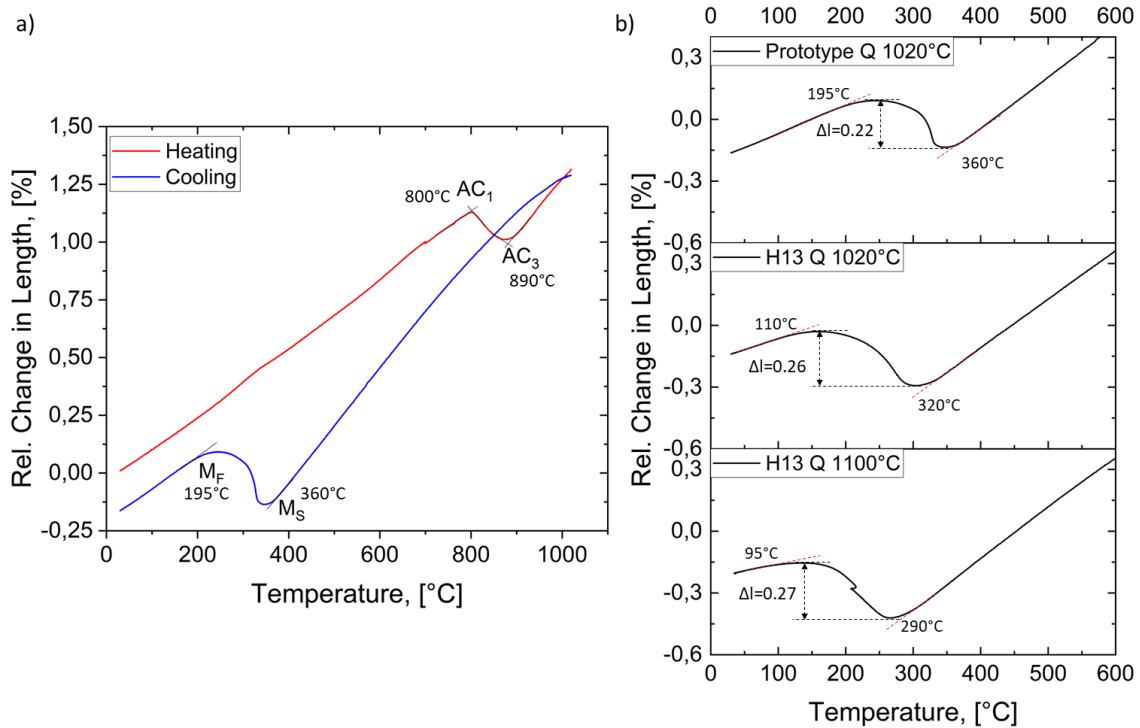 a)
Rel. Change in Length, [%]
1,50
1,25
1,00
0,75
0,50
0,25
0,00
-0,25
Heating
Cooling
800°C
AC1
AC3
890°C
MF
195°C
MS
360°C
0 200 400 600 800 1000
Temperature, [°C]
b)
0 100 200 300 400 500 600
Rel. Change in Length, [%]
0,3
0,0
-0,3
-0,6
Prototype Q 1020°C
195°C
Δl=0.22
360°C
0,3
0,0
-0,3
-0,6
H13 Q 1020°C
110°C
Δl=0.26
320°C
0,3
0,0
-0,3
-0,6
H13 Q 1100°C
95°C
Δl=0.27
290°C
0 100 200 300 400 500 600
Temperature, [°C]